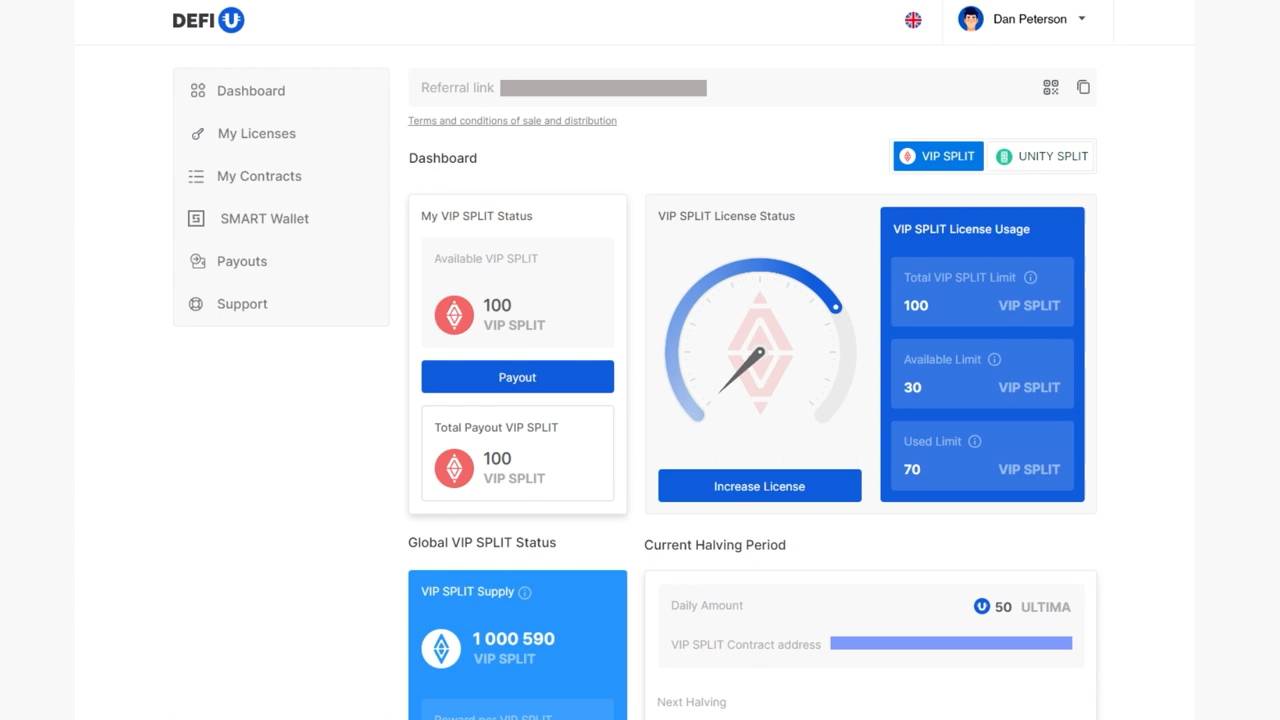 DEFI U
Dan Peterson
Dashboard
My Licenses
My Contracts
SMART Wallet
Payouts
Support
Referral link
Terms and conditions of sale and distribution
Dashboard
VIP SPLIT
UNITY SPLIT
My VIP SPLIT Status
Available VIP SPLIT
100
VIP SPLIT
Payout
Total Payout VIP SPLIT
100
VIP SPLIT
VIP SPLIT License Status
Increase License
VIP SPLIT License Usage
Total VIP SPLIT Limit
100 VIP SPLIT
Available Limit
30 VIP SPLIT
Used Limit
70 VIP SPLIT
Global VIP SPLIT Status
VIP SPLIT Supply
1 000 590
VIP SPLIT
Reward per VIP SPLIT
Current Halving Period
Daily Amount 50 ULTIMA
VIP SPLIT Contract address
Next Halving